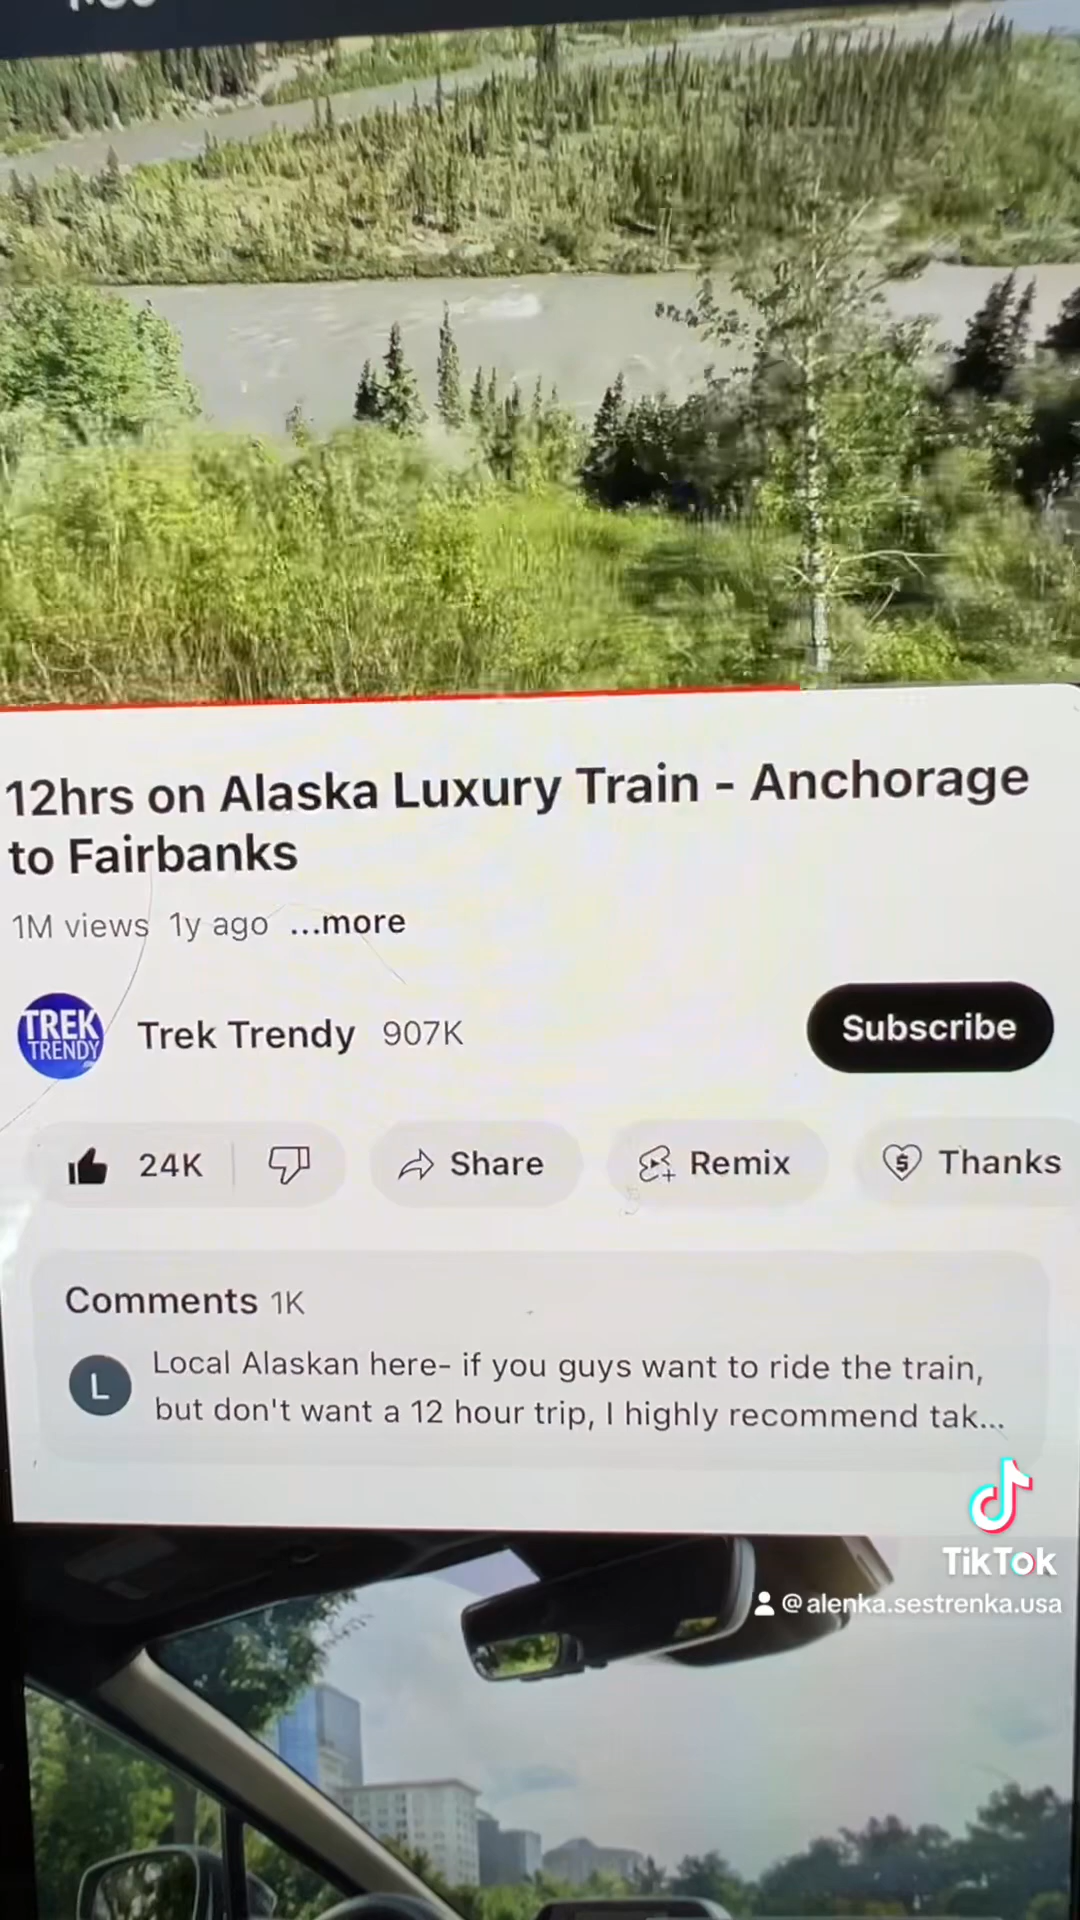 12hrs on Alaska Luxury Train - Anchorage
to Fairbanks
1M views 1y ago ...more
TREK
TRENDY
Trek Trendy 907K
Subscribe
24K
Share
Remix
Thanks
Comments 1K
L
Local Alaskan here- if you guys want to ride the train,
but don't want a 12 hour trip, I highly recommend tak...
TikTok
@alenka.sestrenka.usa